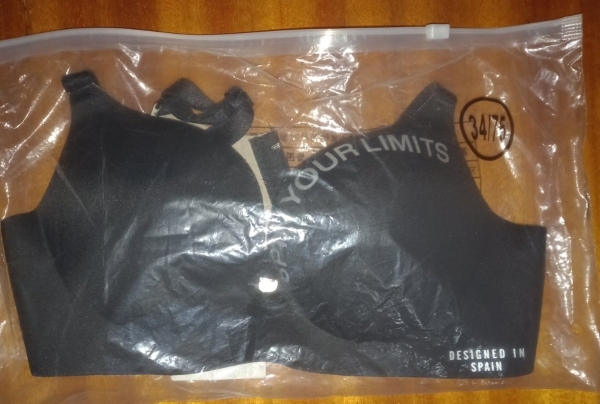 34/75
YOUR LIMITS
DESIGNED IN
SPAIN